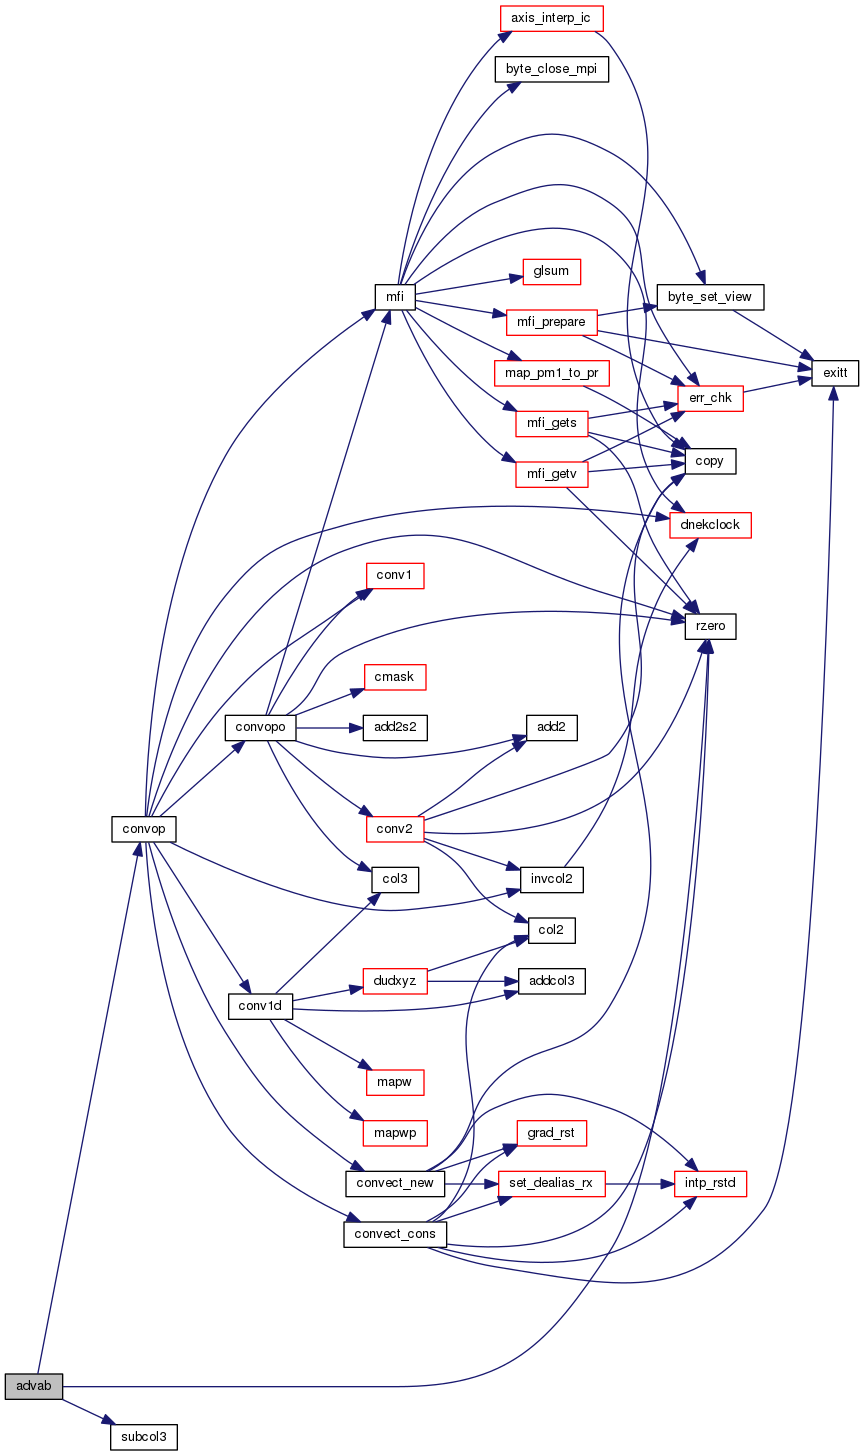 axis_interp_ic
byte_close_mpi
glsum
mfi
byte_set_view
mfi_prepare
exitt
map_pm1_to_pr
err_chk
mfi_gets
copy
mfi_getv
dnekclock
conv1
rzero
cmask
convopo
add2s2
add2
convop
conv2
col3
invcol2
col2
dudxyz
addcol3
conv1d
mapw
mapwp
grad_rst
convect_new
set_dealias_rx
intp_rstd
convect_cons
advab
subcol3